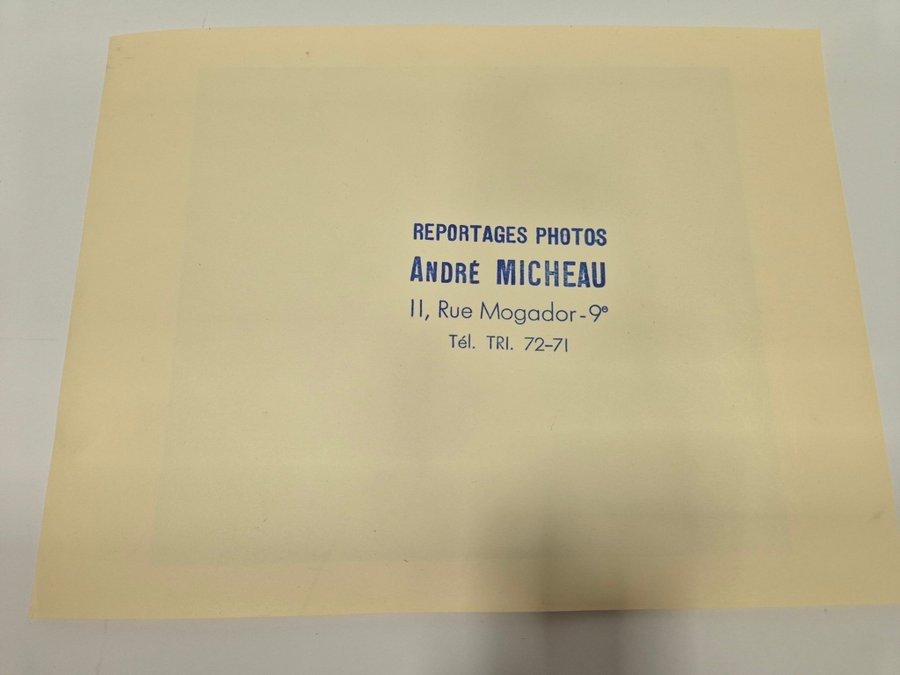 REPORTAGES PHOTOS
ANDRÉ MICHEAU
11, Rue Mogador-9e
Tél. TRI. 72-71